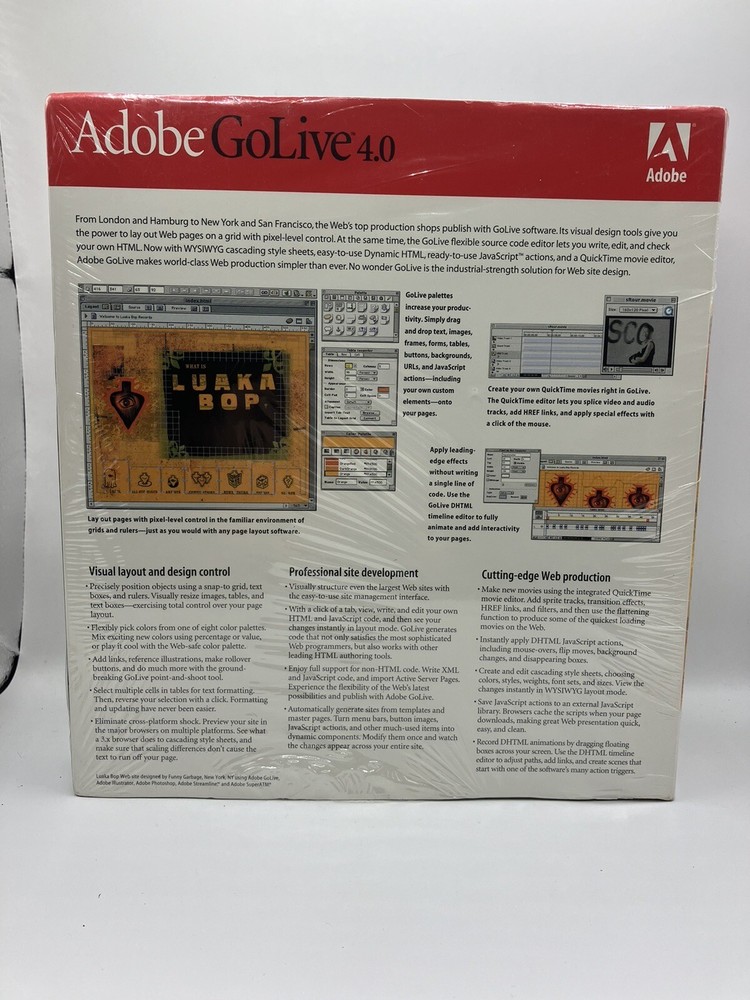 Adobe GoLive™ 4.0
Adobe
From London and Hamburg to New York and San Francisco, the Web's top production shops publish with GoLive software. Its visual design tools give you
the power to lay out Web pages on a grid with pixel-level control. At the same time, the GoLive flexible source code editor lets you write, edit, and check
your own HTML. Now with WYSIWYG cascading style sheets, easy-to-use Dynamic HTML, ready-to-use JavaScript™ actions, and a QuickTime movie editor,
Adobe GoLive makes world-class Web production simpler than ever. No wonder GoLive is the industrial-strength solution for Web site design.
WHAT IS
LUAKA
BOP
Lay out pages with pixel-level control in the familiar environment of
grids and rulers—just as you would with any page layout software.
GoLive palettes
increase your produc-
tivity. Simply drag
and drop text, images,
frames, forms, tables,
buttons, backgrounds,
URLs, and JavaScript
actions—including
your own custom
elements—onto
your pages.
SCO
Create your own QuickTime movies right in GoLive.
The QuickTime editor lets you splice video and audio
tracks, add HREF links, and apply special effects with
a click of the mouse.
Apply leading-
edge effects
without writing
a single line of
code. Use the
GoLive DHTML
timeline editor to fully
animate and add interactivity
to your pages.
Visual layout and design control
• Precisely position objects using a snap-to grid, text
boxes, and rulers. Visually resize images, tables, and
text boxes—exercising total control over your page
layout.
• Flexibly pick colors from one of eight color palettes.
Mix exciting new colors using percentage or value,
or play it cool with the Web-safe color palette.
• Add links, reference illustrations, make rollover
buttons, and do much more with the ground-
breaking GoLive point-and-shoot tool.
• Select multiple cells in tables for text formatting.
Then, reverse your selection with a click. Formatting
and updating have never been easier.
• Eliminate cross-platform shock. Preview your site in
the major browsers on multiple platforms. See what
a 3.x browser does to cascading style sheets, and
make sure that scaling differences don't cause the
text to run off your page.
Professional site development
• Visually structure even the largest Web sites with
the easy-to-use site management interface.
• With a click of a tab, view, write, and edit your own
HTML and JavaScript code, and then see your
changes instantly in layout mode. GoLive generates
code that not only satisfies the most sophisticated
Web programmers, but also works with other
leading HTML authoring tools.
• Enjoy full support for non-HTML code. Write XML
and JavaScript code, and import Active Server Pages.
Experience the flexibility of the Web's latest
possibilities and publish with Adobe GoLive.
• Automatically generate sites from templates and
master pages. Turn menu bars, button images,
JavaScript actions, and other much-used items into
dynamic components. Modify them once and watch
the changes appear across your entire site.
Cutting-edge Web production
• Make new movies using the integrated QuickTime
movie editor. Add sprite tracks, transition effects,
HREF links, and filters, and then use the flattening
function to produce some of the quickest loading
movies on the Web.
• Instantly apply DHTML JavaScript actions,
including mouse-overs, flip moves, background
changes, and disappearing boxes.
• Create and edit cascading style sheets, choosing
colors, styles, weights, font sets, and sizes. View the
changes instantly in WYSIWYG layout mode.
• Save JavaScript actions to an external JavaScript
library. Browsers cache the scripts when your page
downloads, making great Web presentation quick,
easy, and clean.
• Record DHTML animations by dragging floating
boxes across your screen. Use the DHTML timeline
editor to adjust paths, add links, and create scenes that
start with one of the software's many action triggers.
Luaka Bop Web site designed by Funny Garbage, New York, NY using Adobe GoLive,
Adobe Illustrator, Adobe Photoshop, Adobe Streamline™ and Adobe SuperATM™